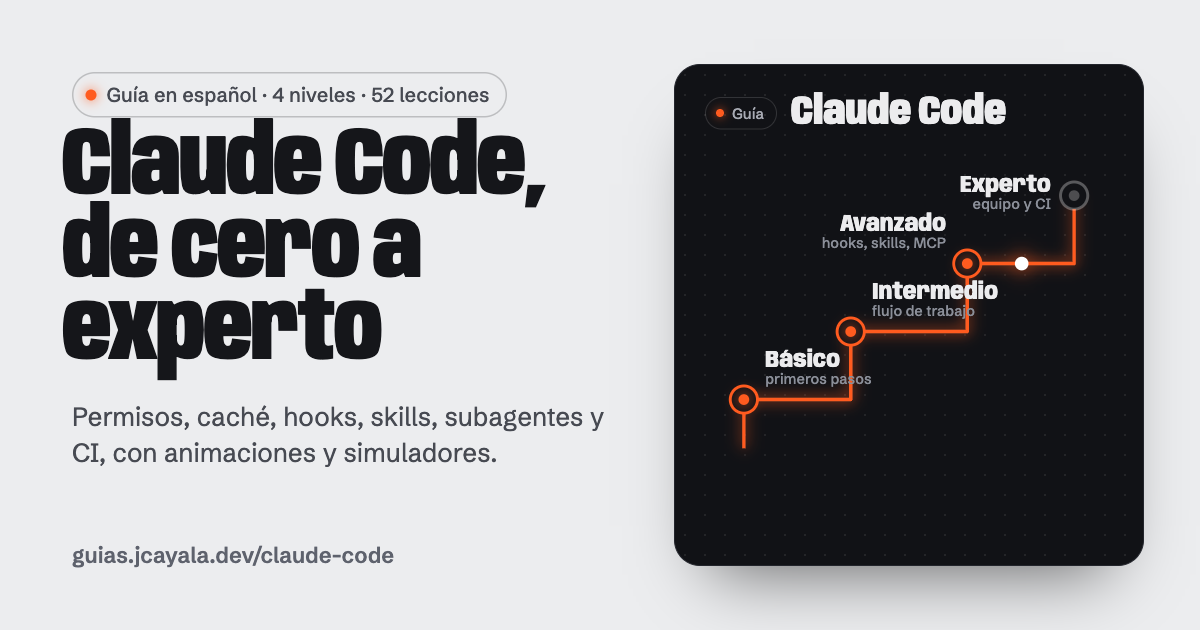 Guía en español · 4 niveles · 52 lecciones
Claude Code,
de cero a
experto
Permisos, caché, hooks, skills, subagentes y
CI, con animaciones y simuladores.
guias.jcayala.dev/claude-code
Guía
Claude Code
Experto
equipo y CI
Avanzado
hooks, skills, MCP
Intermedio
flujo de trabajo
Básico
primeros pasos